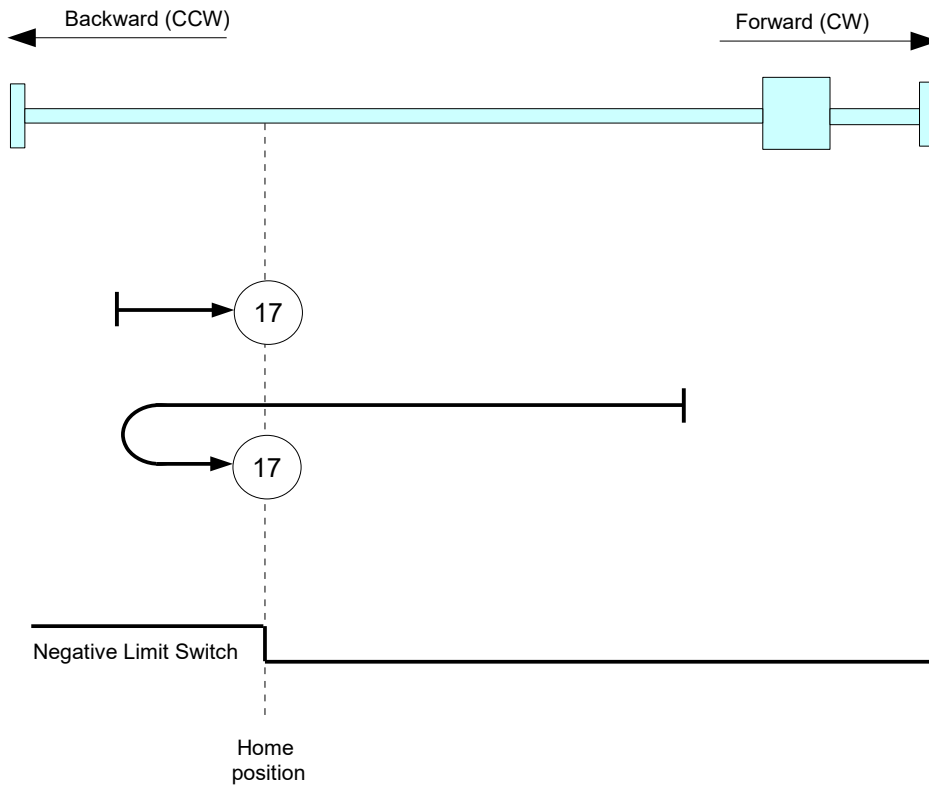 Backward (CCW)
Forward (CW)
17
17
Negative Limit Switch
Home
position